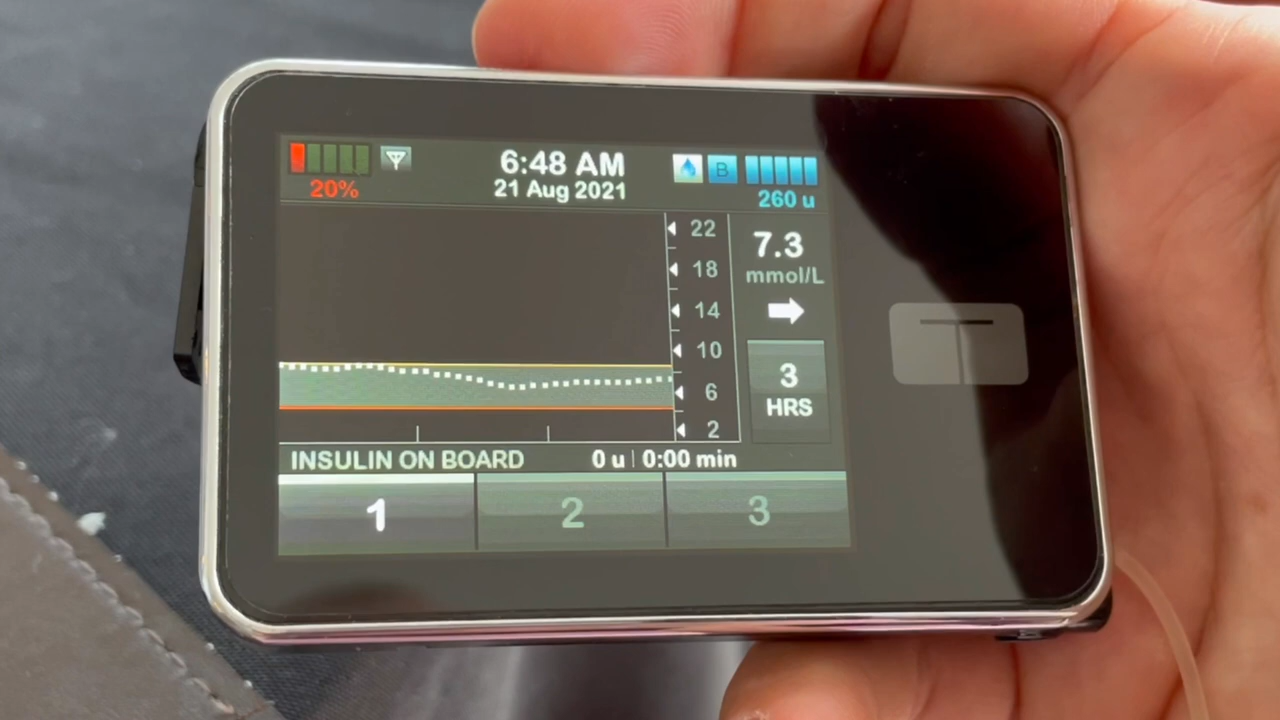 6:48 AM
20%
21 Aug 2021
B
260 u
22
18
14
10
6
2
7.3
mmol/L
3
HRS
INSULIN ON BOARD 0 u | 0:00 min
1 2 3